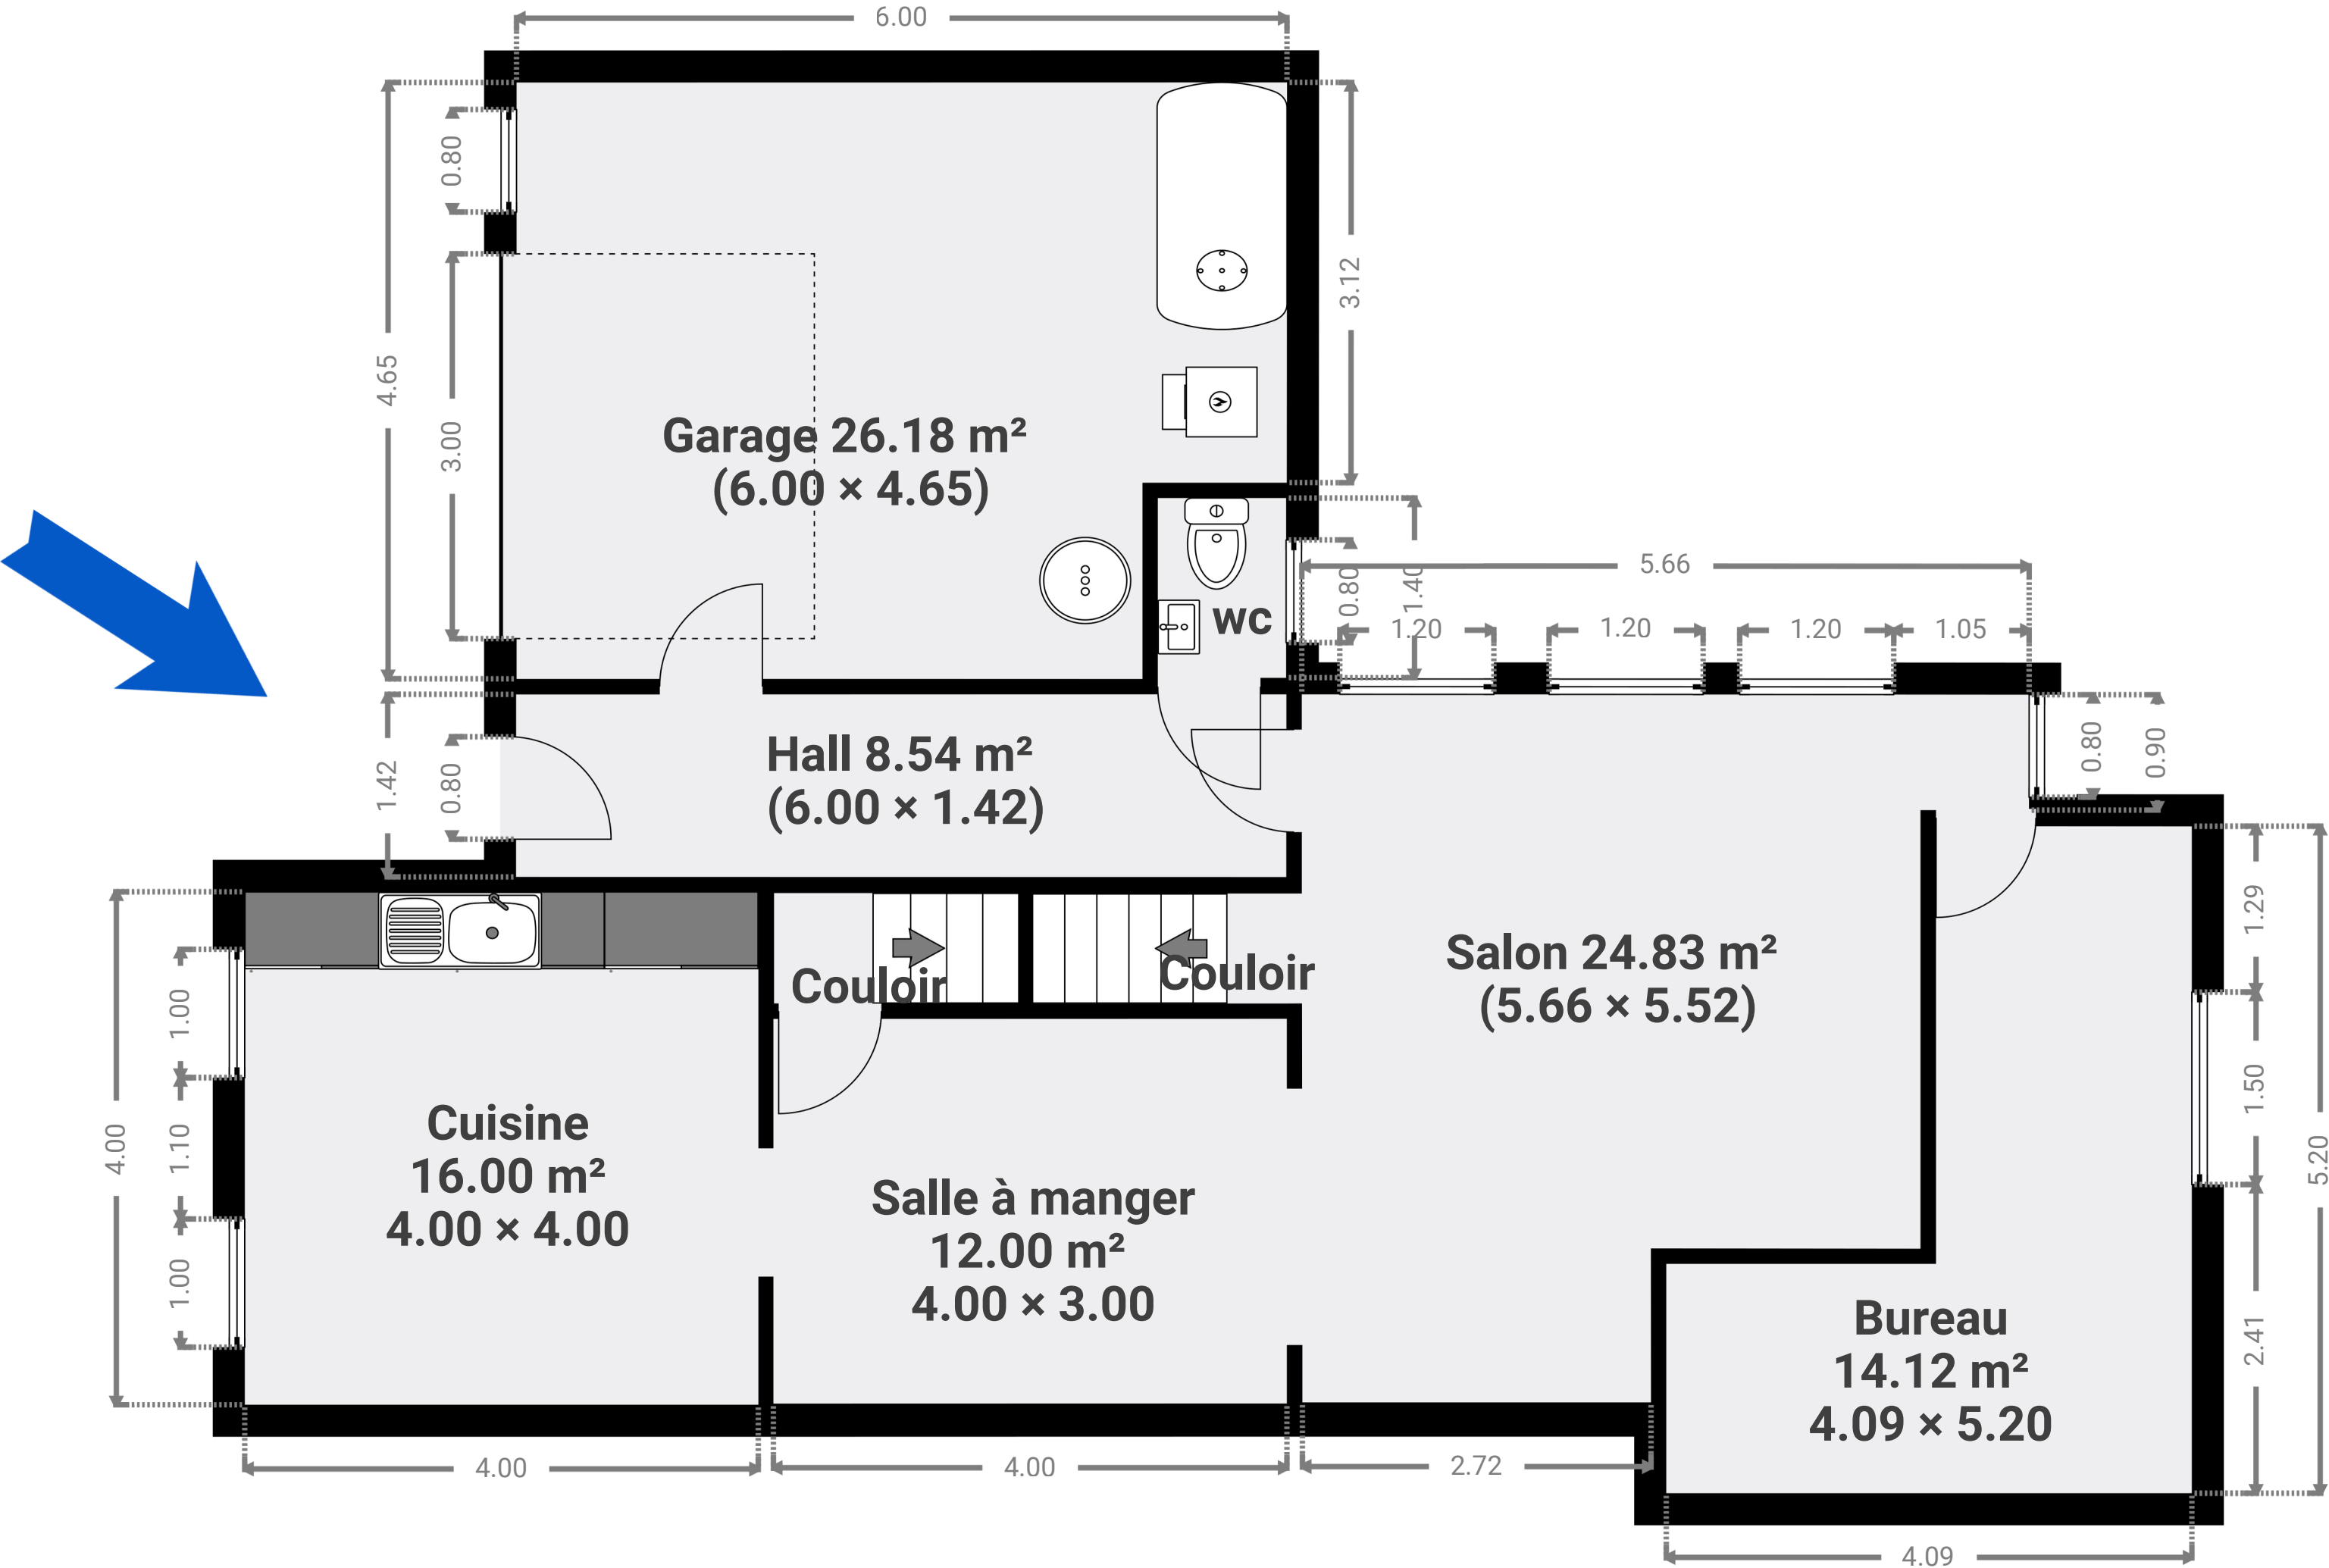 6.00
0.80
4.65
3.00
3.12
Garage 26.18 m²
(6.00 × 4.65)
wc
0.80
1.40
5.66
1.20
1.20
1.20
1.05
1.42
0.80
Hall 8.54 m²
(6.00 × 1.42)
0.80
0.90
1.29
Couloir
Couloir
Salon 24.83 m²
(5.66 × 5.52)
1.00
1.10
1.00
4.00
Cuisine
16.00 m²
4.00 × 4.00
Salle à manger
12.00 m²
4.00 × 3.00
1.50
5.20
2.41
Bureau
14.12 m²
4.09 × 5.20
4.00
4.00
2.72
4.09